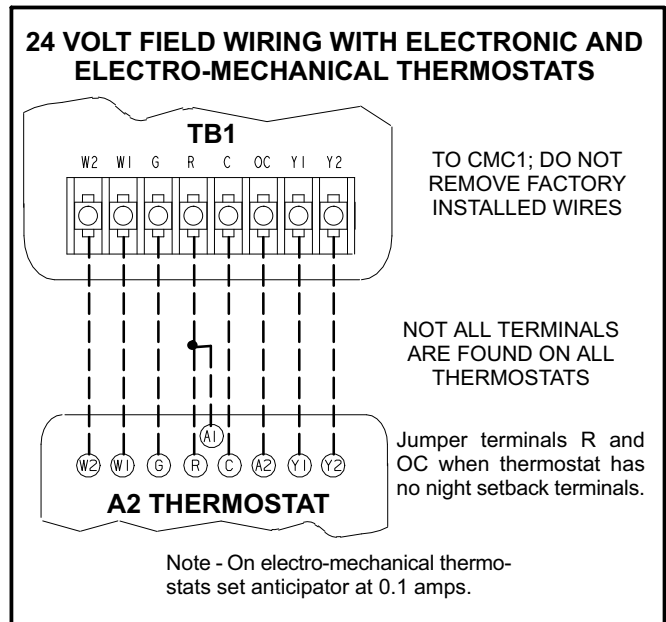 24 VOLT FIELD WIRING WITH ELECTRONIC AND
ELECTRO-MECHANICAL THERMOSTATS
TB1
W2 W1 G R C OC Y1 Y2
TO CMC1; DO NOT
REMOVE FACTORY
INSTALLED WIRES
NOT ALL TERMINALS
ARE FOUND ON ALL
THERMOSTATS
A1
W2 W1 G R C A2 Y1 Y2
Jumper terminals R and
OC when thermostat has
no night setback terminals.
A2 THERMOSTAT
Note - On electro-mechanical thermo-
stats set anticipator at 0.1 amps.